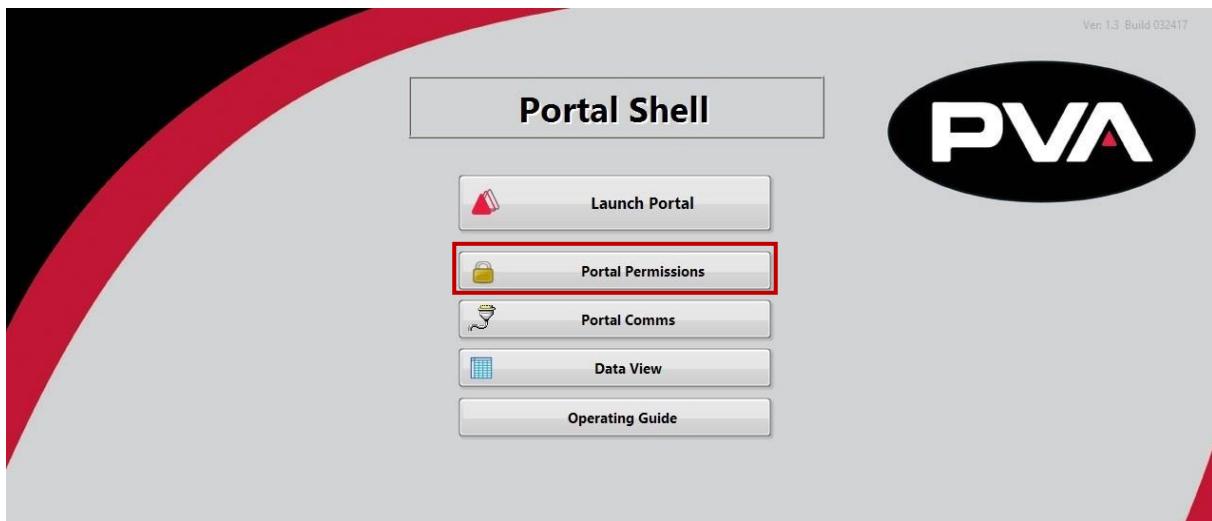 Ver: 1.3 Build 032417
Portal Shell
PVA
Launch Portal
Portal Permissions
Portal Comms
Data View
Operating Guide